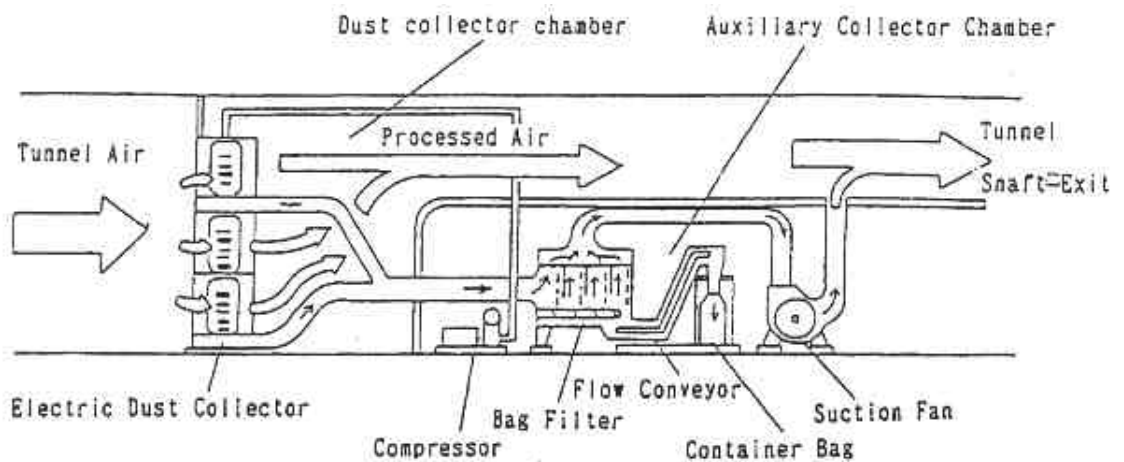 Dust collector chamber
Auxiliary Collector Chamber
Tunnel Air
Processed Air
Tunnel
Snaft-Exit
Electric Dust Collector
Compressor
Bag Filter
Flow Conveyor
Container Bag
Suction Fan